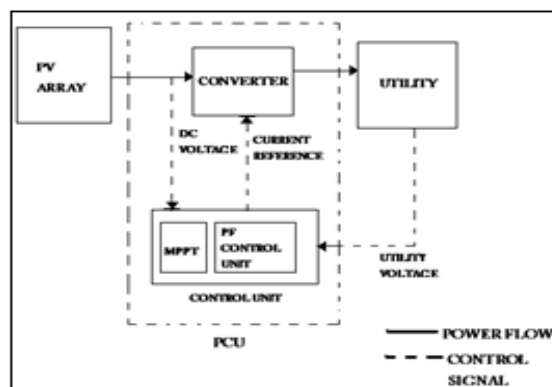 PV
ARRAY
CONVERTER
UTILITY
DC
VOLTAGE
CURRENT
REFERENCE
MPPT
PF
CONTROL
UNIT
CONTROL UNIT
UTILITY
VOLTAGE
PCU
POWER FLOW
CONTROL
SIGNAL